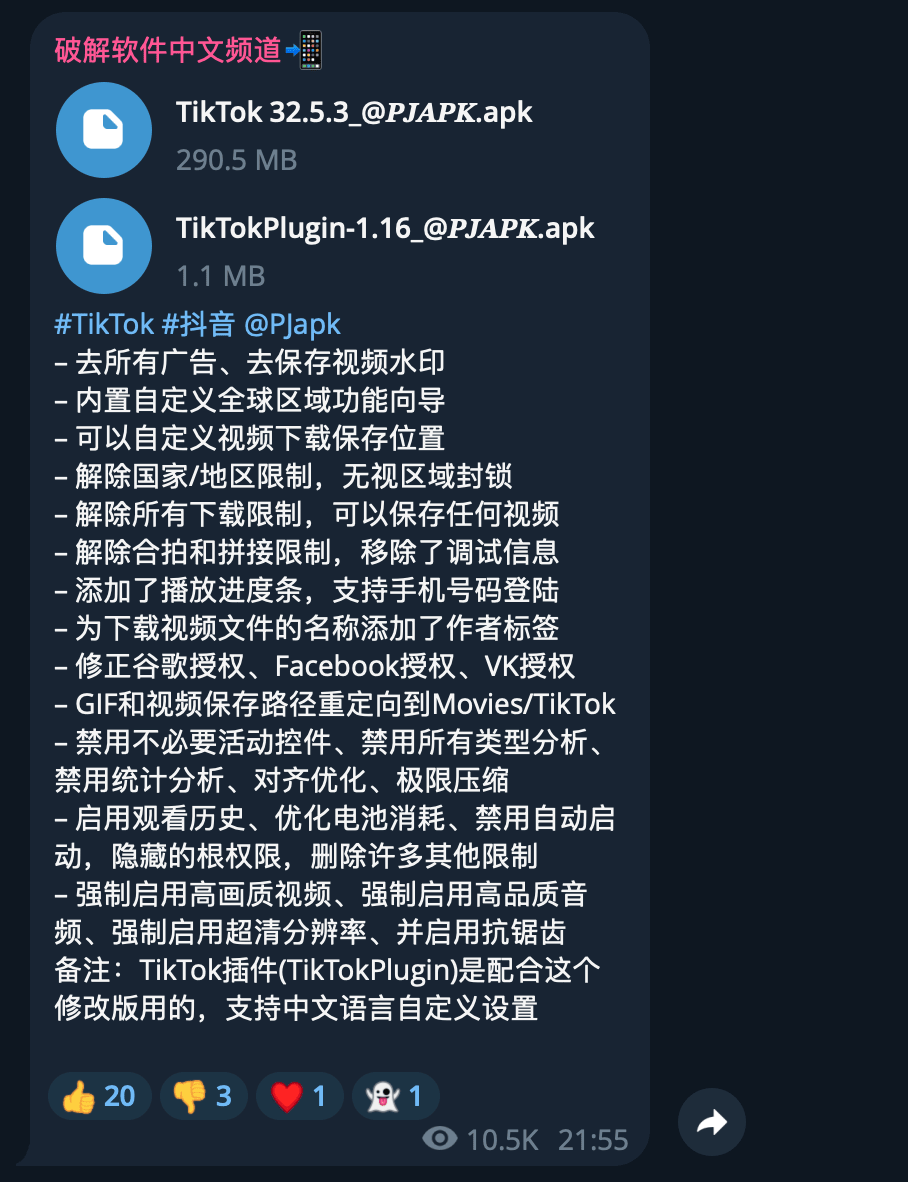 破解软件中文频道➡📱
TikTok 32.5.3_@𝑷𝑱𝑨𝑷𝑲.apk
290.5 MB
TikTokPlugin-1.16_@𝑷𝑱𝑨𝑷𝑲.apk
1.1 MB
#TikTok #抖音 @PJapk
– 去所有广告、去保存视频水印
– 内置自定义全球区域功能向导
– 可以自定义视频下载保存位置
– 解除国家/地区限制，无视区域封锁
– 解除所有下载限制，可以保存任何视频
– 解除合拍和拼接限制，移除了调试信息
– 添加了播放进度条，支持手机号码登陆
– 为下载视频文件的名称添加了作者标签
– 修正谷歌授权、Facebook授权、VK授权
– GIF和视频保存路径重定向到Movies/TikTok
– 禁用不必要活动控件、禁用所有类型分析、
禁用统计分析、对齐优化、极限压缩
– 启用观看历史、优化电池消耗、禁用自动启
动，隐藏的根权限，删除许多其他限制
– 强制启用高画质视频、强制启用高品质音
频、强制启用超清分辨率、并启用抗锯齿
备注：TikTok插件(TikTokPlugin)是配合这个
修改版用的，支持中文语言自定义设置
👍 20 👎 3 ❤️ 1 👻 1
10.5K 21:55